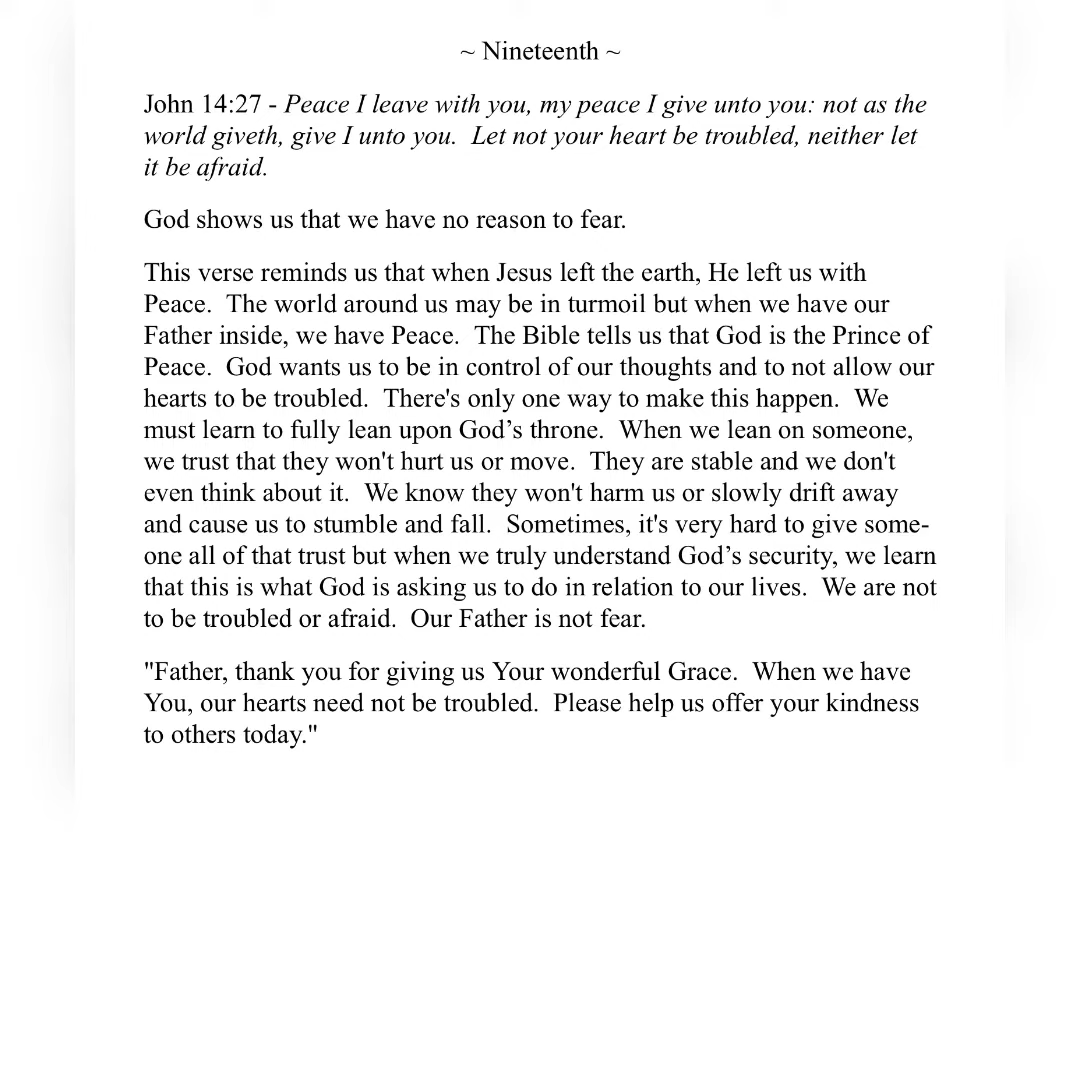 ~ Nineteenth ~
John 14:27 - Peace I leave with you, my peace I give unto you: not as the
world giveth, give I unto you.  Let not your heart be troubled, neither let
it be afraid.
God shows us that we have no reason to fear.
This verse reminds us that when Jesus left the earth, He left us with
Peace.  The world around us may be in turmoil but when we have our
Father inside, we have Peace.  The Bible tells us that God is the Prince of
Peace.  God wants us to be in control of our thoughts and to not allow our
hearts to be troubled.  There's only one way to make this happen.  We
must learn to fully lean upon God’s throne.  When we lean on someone,
we trust that they won't hurt us or move.  They are stable and we don't
even think about it.  We know they won't harm us or slowly drift away
and cause us to stumble and fall.  Sometimes, it's very hard to give some-
one all of that trust but when we truly understand God’s security, we learn
that this is what God is asking us to do in relation to our lives.  We are not
to be troubled or afraid.  Our Father is not fear.
"Father, thank you for giving us Your wonderful Grace.  When we have
You, our hearts need not be troubled.  Please help us offer your kindness
to others today."